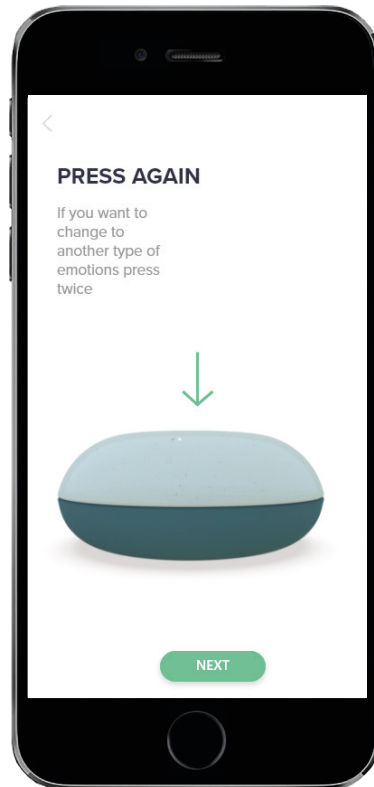 PRESS AGAIN
If you want to
change to
another type of
emotions press
twice
NEXT